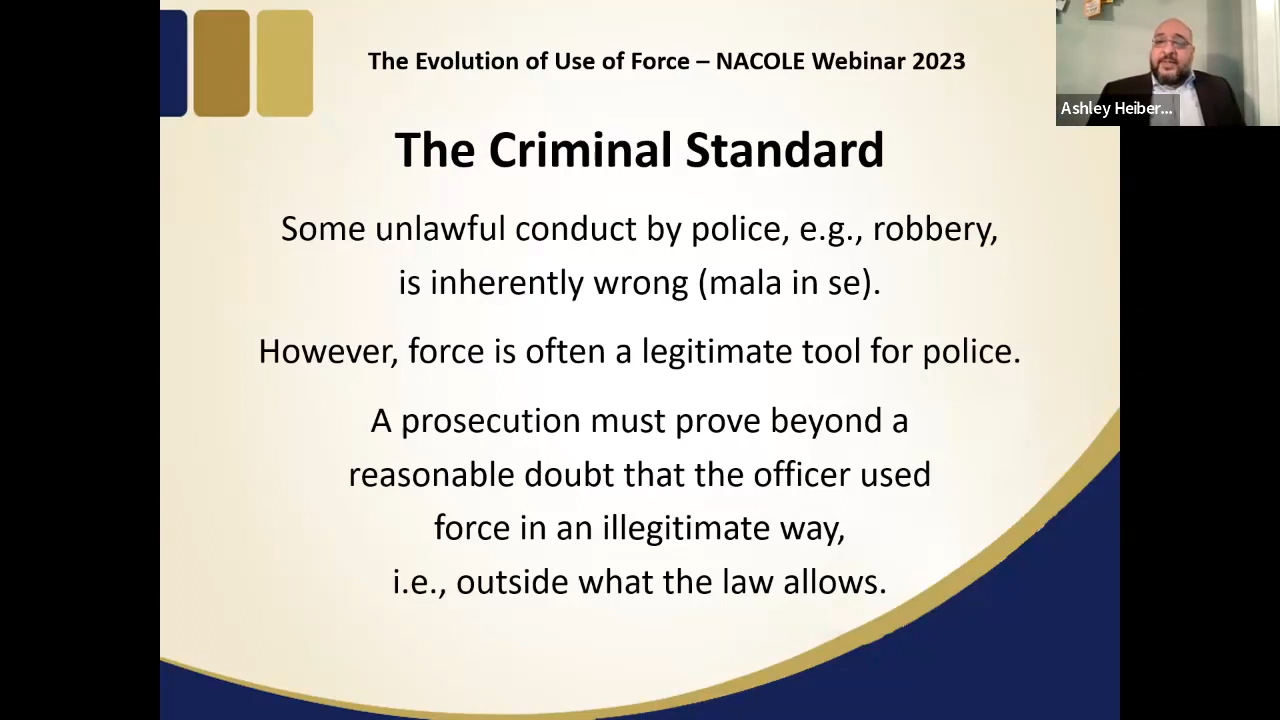 The Evolution of Use of Force – NACOLE Webinar 2023
Ashley Heiber...
The Criminal Standard
Some unlawful conduct by police, e.g., robbery,
is inherently wrong (mala in se).
However, force is often a legitimate tool for police.
A prosecution must prove beyond a
reasonable doubt that the officer used
force in an illegitimate way,
i.e., outside what the law allows.